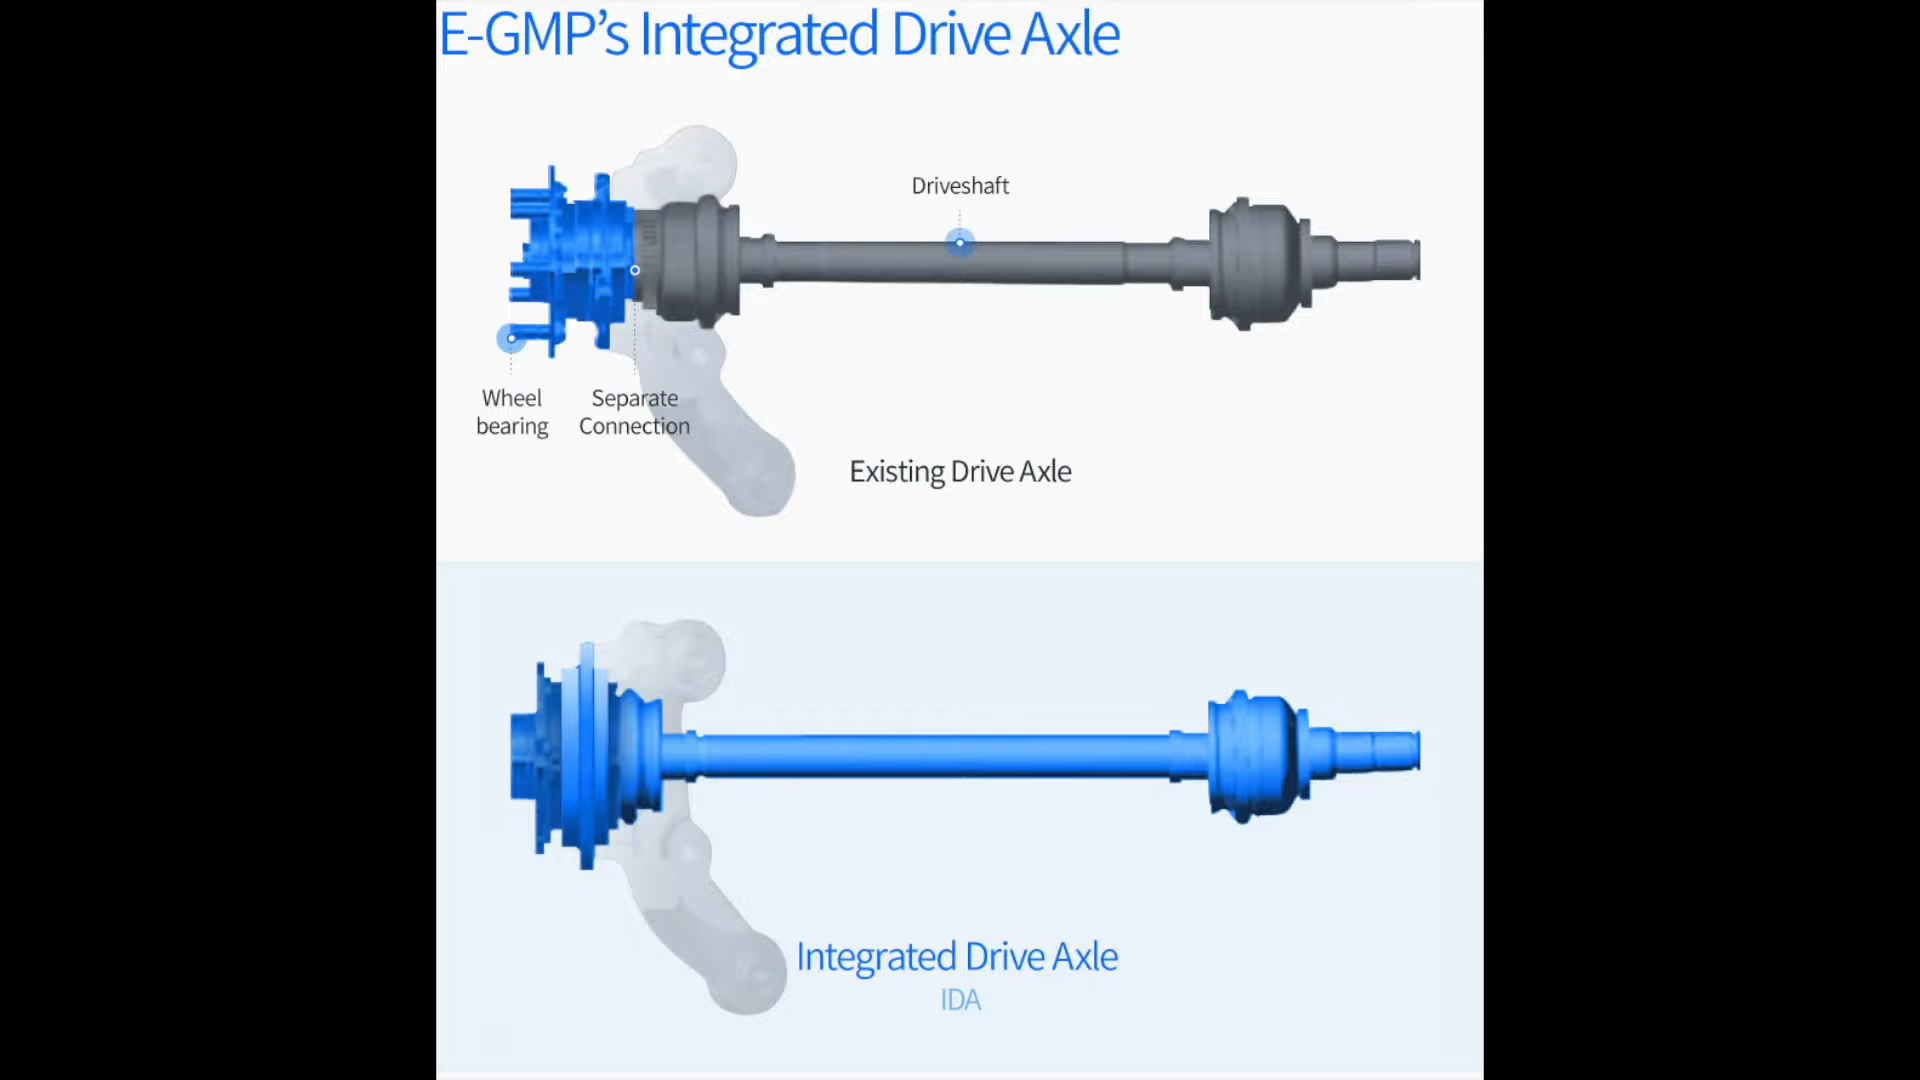 E-GMP’s Integrated Drive Axle
Driveshaft
Wheel
bearing
Separate
Connection
Existing Drive Axle
Integrated Drive Axle
IDA